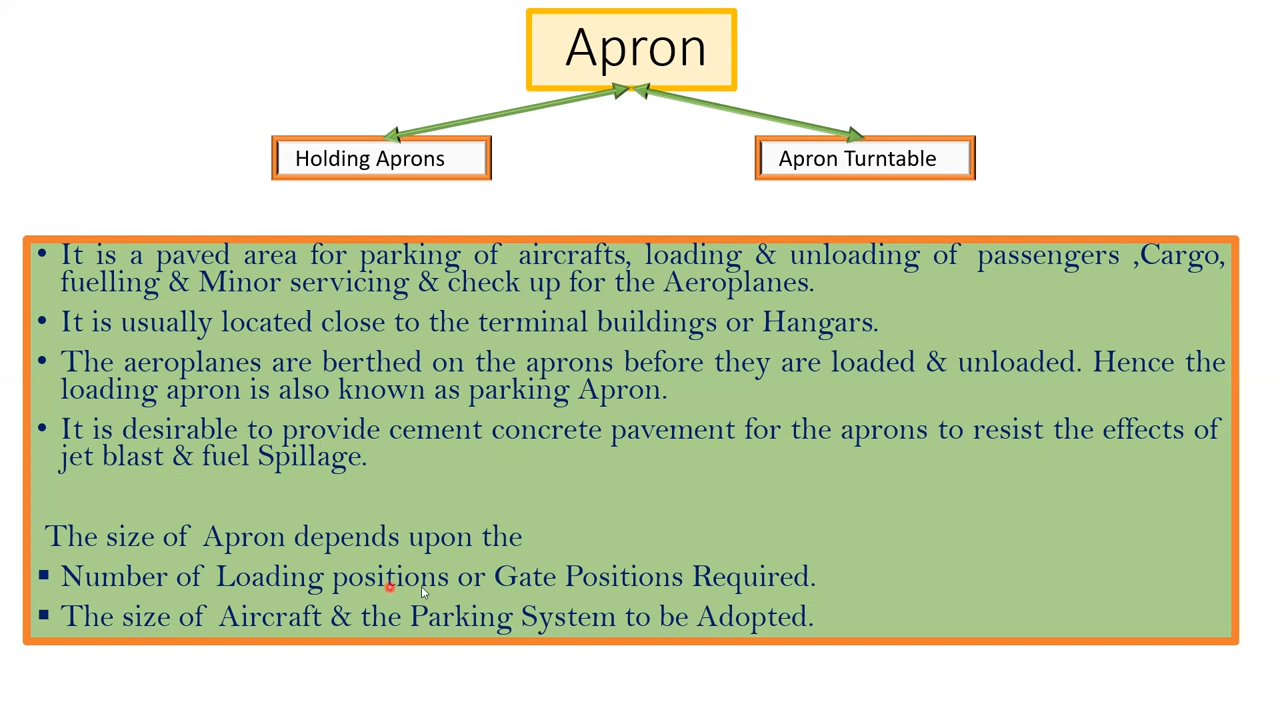 Apron
Holding Aprons
Apron Turntable
• It is a paved area for parking of aircrafts, loading & unloading of passengers ,Cargo,
fuelling & Minor servicing & check up for the Aeroplanes.
• It is usually located close to the terminal buildings or Hangars.
• The aeroplanes are berthed on the aprons before they are loaded & unloaded. Hence the
loading apron is also known as parking Apron.
• It is desirable to provide cement concrete pavement for the aprons to resist the effects of
jet blast & fuel Spillage.
The size of Apron depends upon the
▪ Number of Loading positions or Gate Positions Required.
▪ The size of Aircraft & the Parking System to be Adopted.